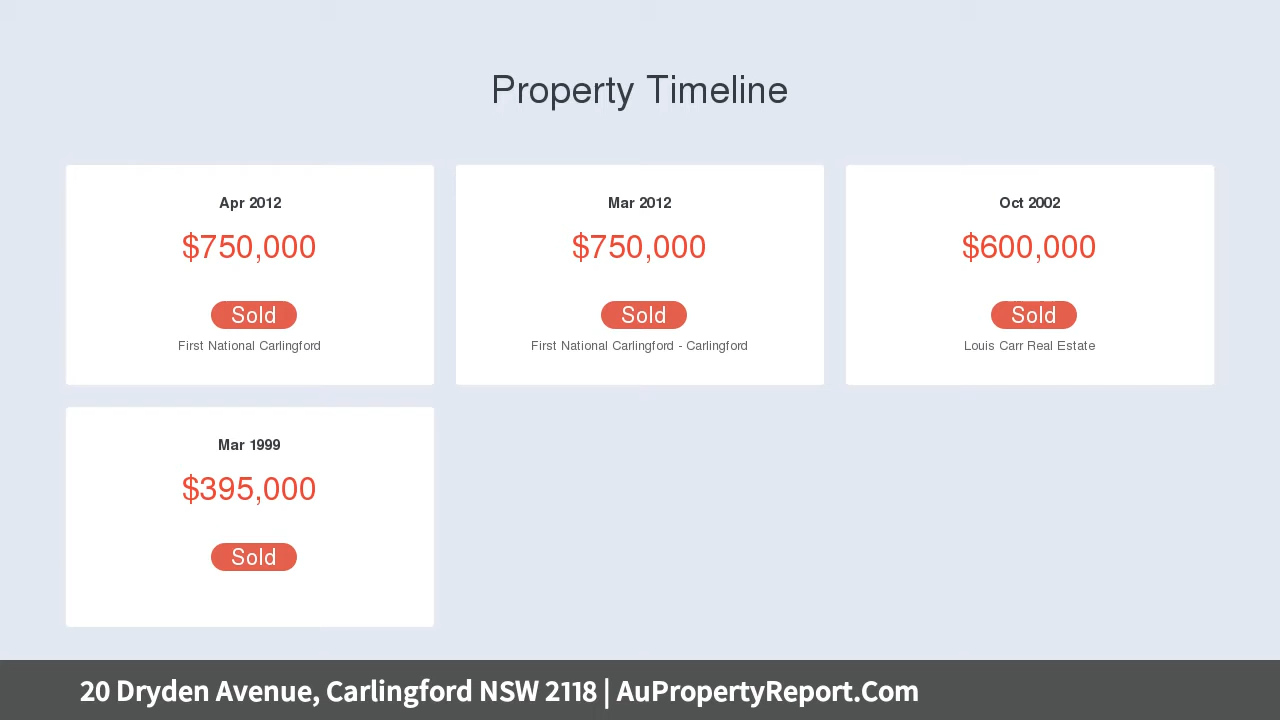 Property Timeline
Apr 2012
$750,000
Sold
First National Carlingford
Mar 2012
$750,000
Sold
First National Carlingford - Carlingford
Oct 2002
$600,000
Sold
Louis Carr Real Estate
Mar 1999
$395,000
Sold
20 Dryden Avenue, Carlingford NSW 2118 | AuPropertyReport.Com